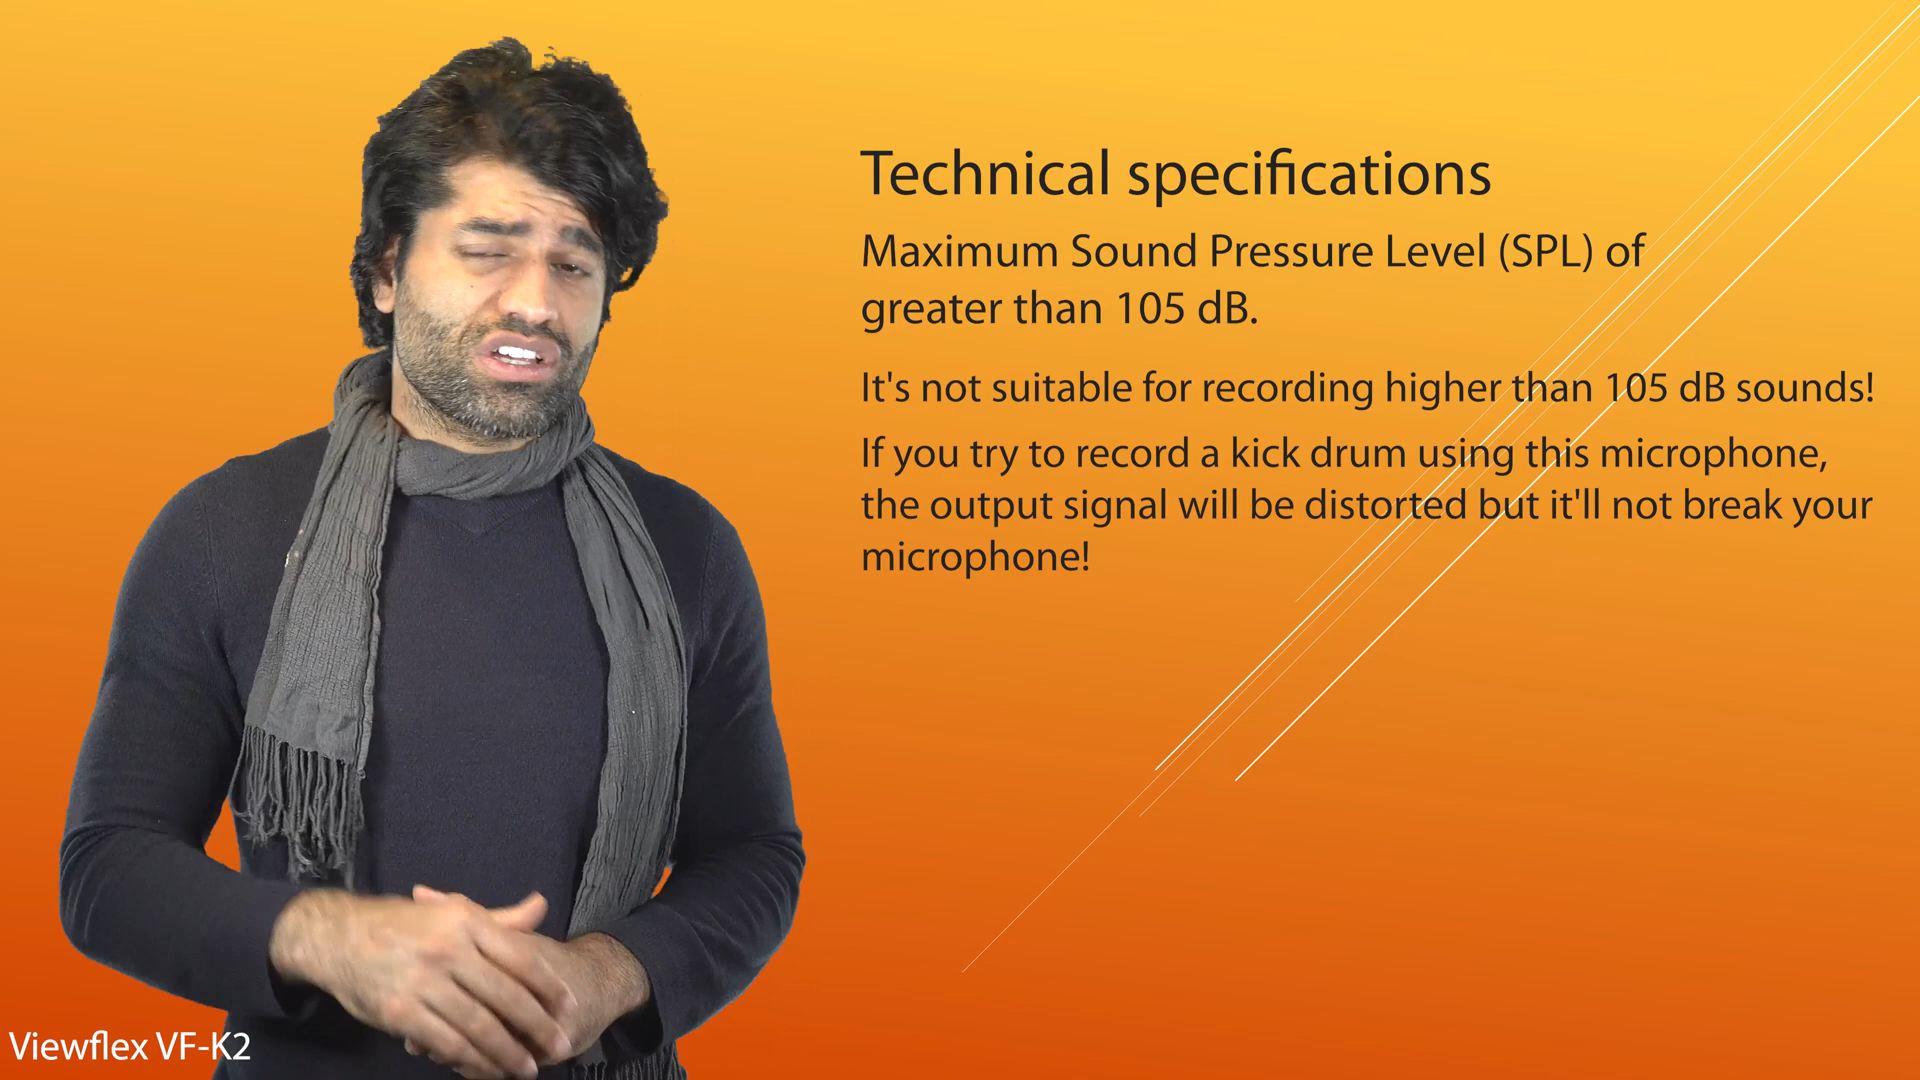 Technical specifications
Maximum Sound Pressure Level (SPL) of
greater than 105 dB.
It's not suitable for recording higher than 105 dB sounds!
If you try to record a kick drum using this microphone,
the output signal will be distorted but it'll not break your
microphone!
Viewflex VF-K2